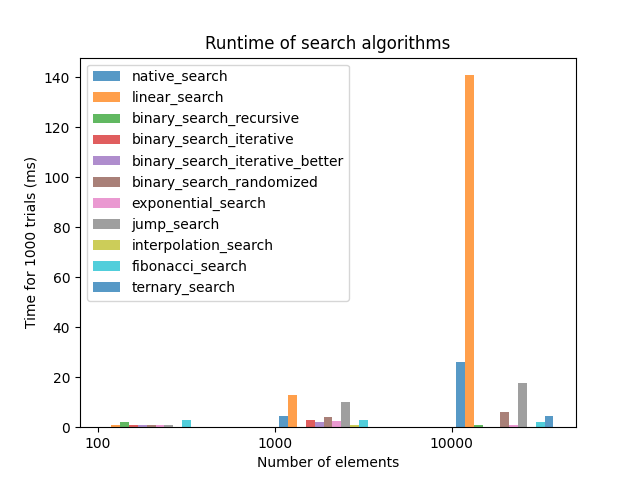 Runtime of search algorithms
Time for 1000 trials (ms)
140
120
100
80
60
40
20
0
native_search
linear_search
binary_search_recursive
binary_search_iterative
binary_search_iterative_better
binary_search_randomized
exponential_search
jump_search
interpolation_search
fibonacci_search
ternary_search
100 1000 10000
Number of elements